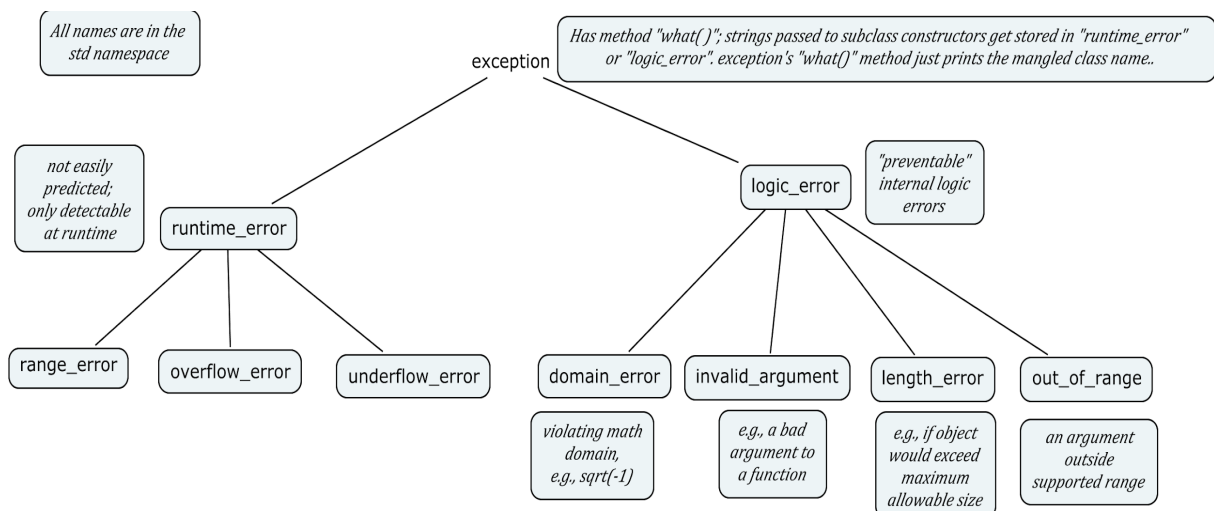 All names are in the
std namespace
Has method "what( )"; strings passed to subclass constructors get stored in "runtime_error"
or "logic_error". exception's "what()" method just prints the mangled class name..
exception
not easily
predicted;
only detectable
at runtime
runtime_error
logic_error
"preventable"
internal logic
errors
range_error
overflow_error
underflow_error
domain_error
invalid_argument
length_error
out_of_range
violating math
domain,
e.g., sqrt(-1)
e.g., a bad
argument to
a function
e.g., if object
would exceed
maximum
allowable size
an argument
outside
supported range